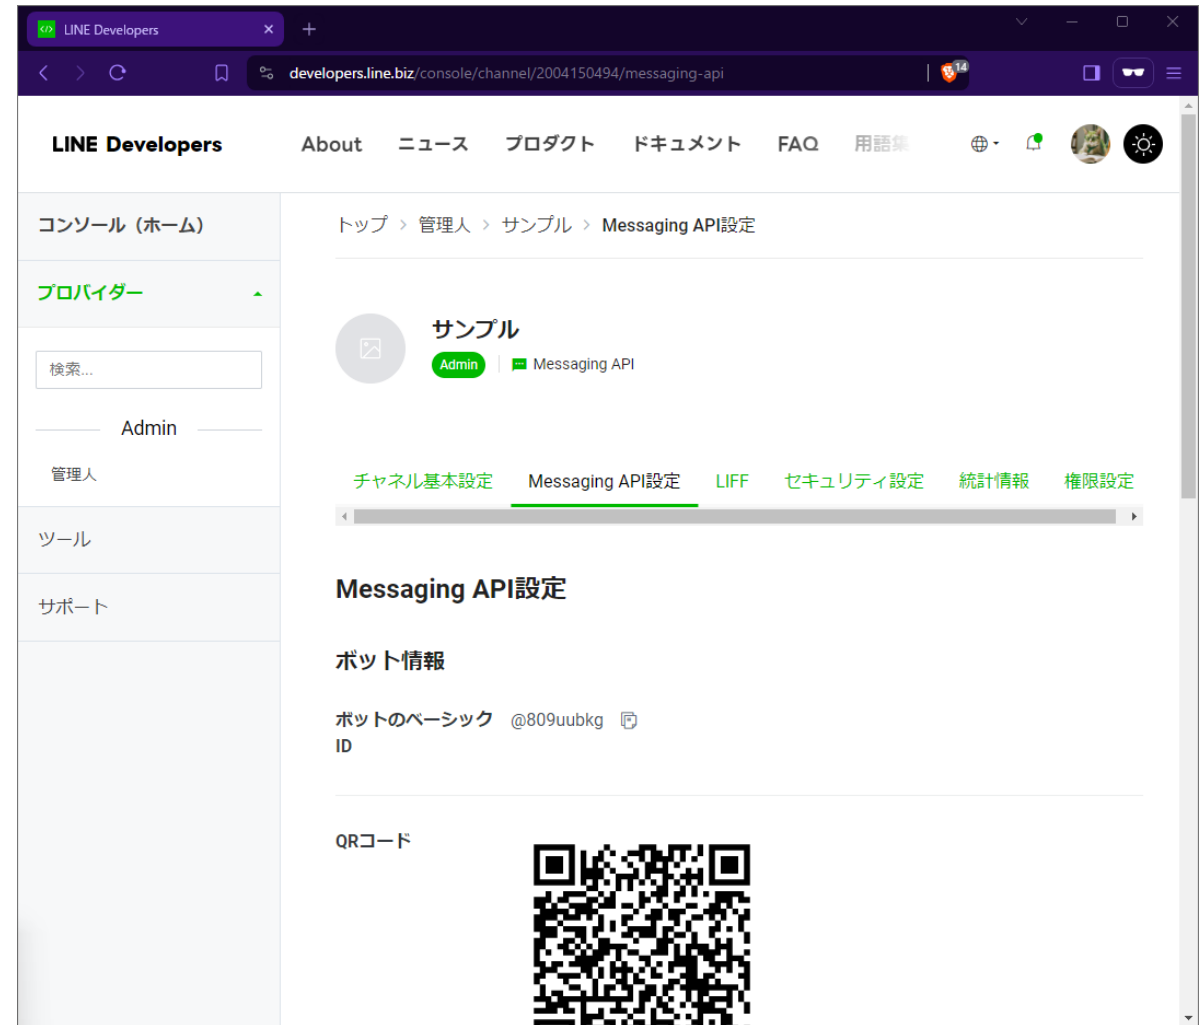 LINE Developers
developers.line.biz/console/channel/2004150494/messaging-api
14
LINE Developers
About
ニュース
プロダクト
ドキュメント
FAQ
用語集
コンソール（ホーム）
プロバイダー
検索...
Admin
管理人
ツール
サポート
トップ > 管理人 > サンプル > Messaging API設定
サンプル
Admin
Messaging API
チャネル基本設定
Messaging API設定
LIFF
セキュリティ設定
統計情報
権限設定
Messaging API設定
ボット情報
ボットのベーシック
ID
@809uubkg
QRコード